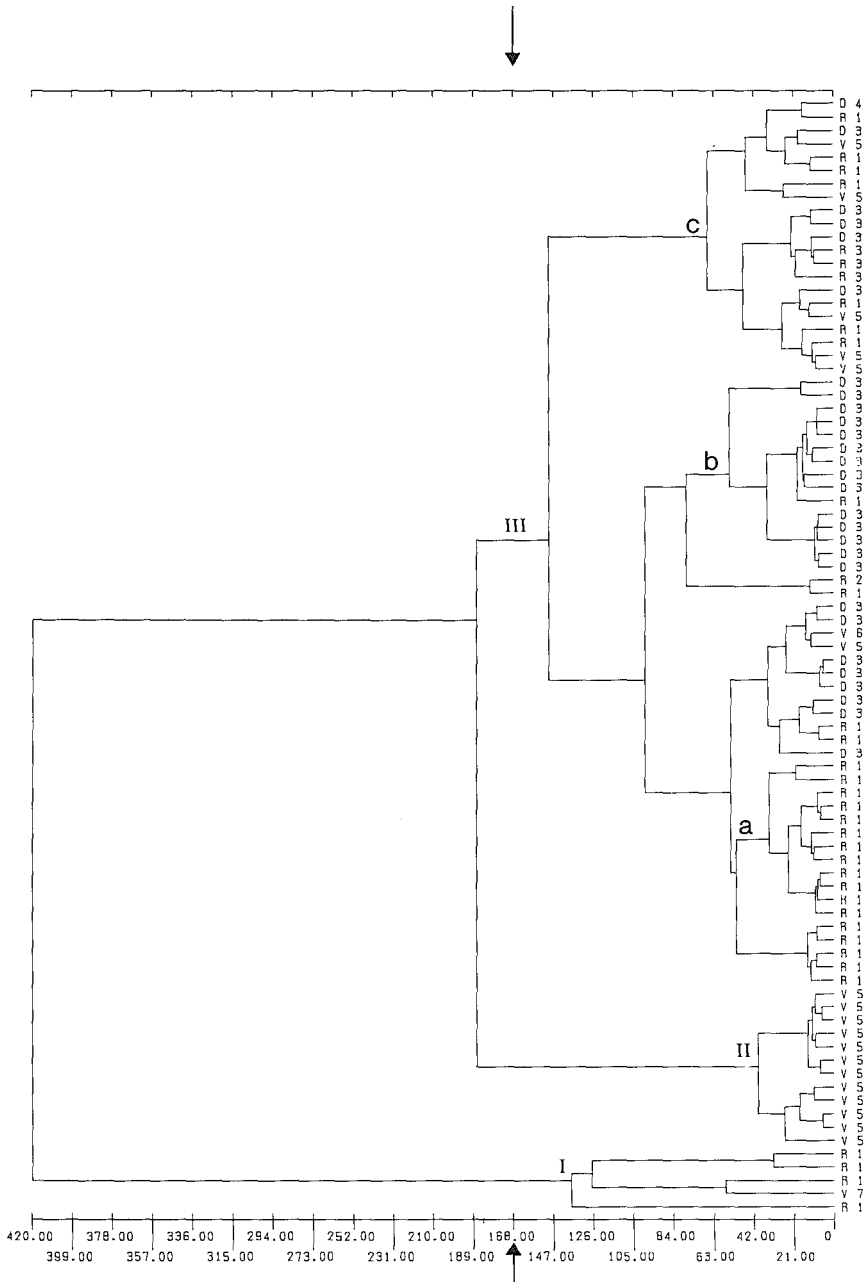 D 4
R 1
D 3
V 5
R 1
R 1
R 1
V 5
D 3
D 3
c
D 3
R 3
R 3
R 3
D 3
R 1
V 5
R 1
R 1
V 5
V 5
D 3
D 3
D 3
D 3
D 3
D 3
b
D 3
D 3
D 3
R 1
D 3
III
D 3
D 3
D 3
D 3
R 2
R 1
D 3
D 3
V 6
V 5
D 3
D 3
D 3
D 3
D 3
R 1
R 1
D 3
R 1
R 1
R 1
R 1
R 1
a
R 1
R 1
R 1
R 1
R 1
R 1
R 1
R 1
R 1
R 1
R 1
R 1
V 5
V 5
V 5
V 5
V 5
II
V 5
V 5
V 5
V 5
V 5
V 5
V 5
R 1
I
R 1
R 1
V 7
R 1
420.00 378.00 336.00 294.00 252.00 210.00 168.00 126.00 84.00 42.00 0
399.00 357.00 315.00 273.00 231.00 189.00 147.00 105.00 63.00 21.00